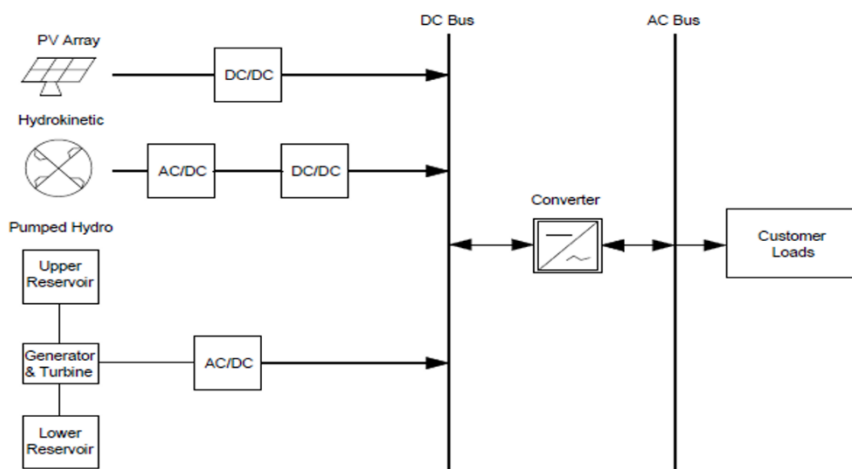 DC Bus
AC Bus
PV Array
DC/DC
Hydrokinetic
AC/DC
DC/DC
Converter
Pumped Hydro
Customer
Loads
Upper
Reservoir
Generator
& Turbine
AC/DC
Lower
Reservoir